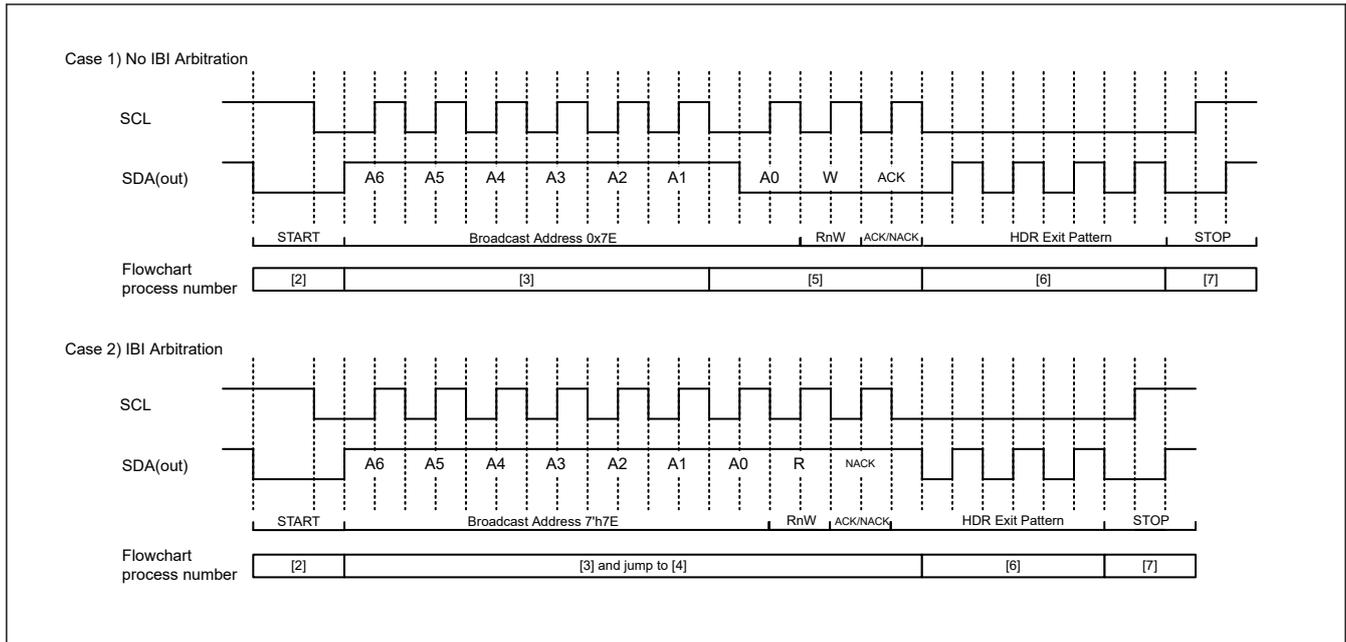 Case 1) No IBI Arbitration
SCL
SDA(out)
A6 A5 A4 A3 A2 A1 A0 W ACK
START Broadcast Address 0x7E RnW ACK/NACK HDR Exit Pattern STOP
Flowchart
process number
[2] [3] [5] [6] [7]
Case 2) IBI Arbitration
SCL
SDA(out)
A6 A5 A4 A3 A2 A1 A0 R NACK
START Broadcast Address 7'h7E RnW ACK/NACK HDR Exit Pattern STOP
Flowchart
process number
[2] [3] and jump to [4] [6] [7]